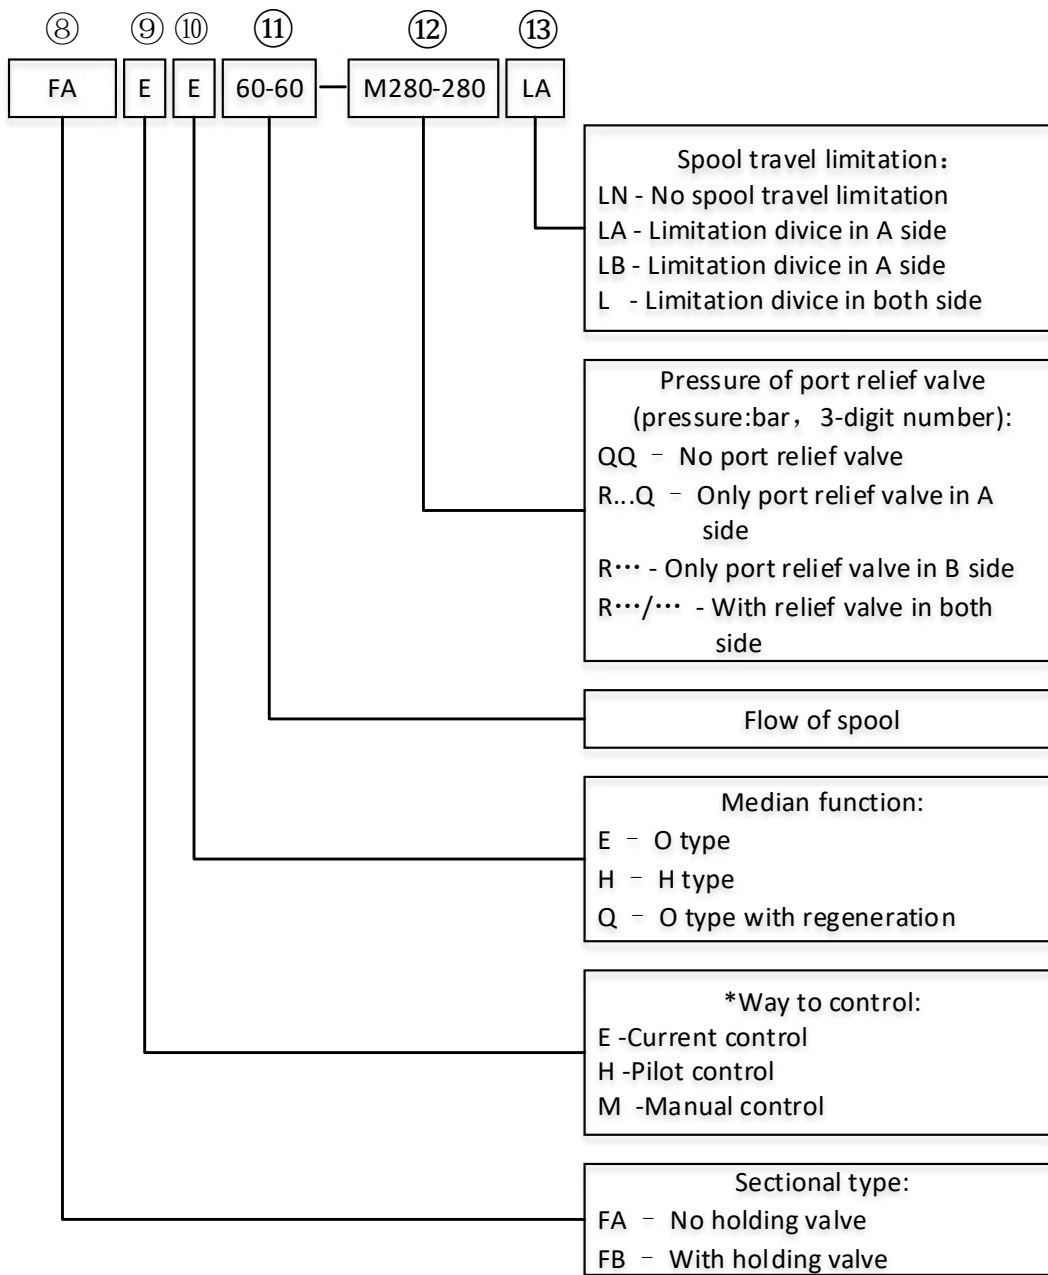 ⑧ ⑨ ⑩ ⑪ ⑫ ⑬
FA E E 60-60 — M280-280 LA
Spool travel limitation：
LN - No spool travel limitation
LA - Limitation divice in A side
LB - Limitation divice in A side
L - Limitation divice in both side
Pressure of port relief valve
(pressure:bar，3-digit number):
QQ － No port relief valve
R...Q － Only port relief valve in A
side
R··· - Only port relief valve in B side
R···/··· - With relief valve in both
side
Flow of spool
Median function:
E － O type
H － H type
Q － O type with regeneration
*Way to control:
E -Current control
H -Pilot control
M -Manual control
Sectional type:
FA － No holding valve
FB － With holding valve